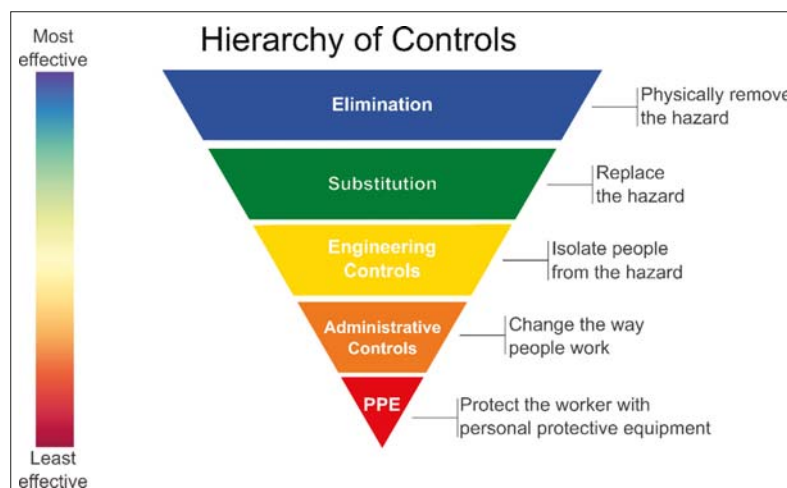 Hierarchy of Controls
Most
effective
Elimination
Physically remove
the hazard
Substitution
Replace
the hazard
Engineering
Controls
Isolate people
from the hazard
Administrative
Controls
Change the way
people work
PPE
Protect the worker with
personal protective equipment
Least
effective